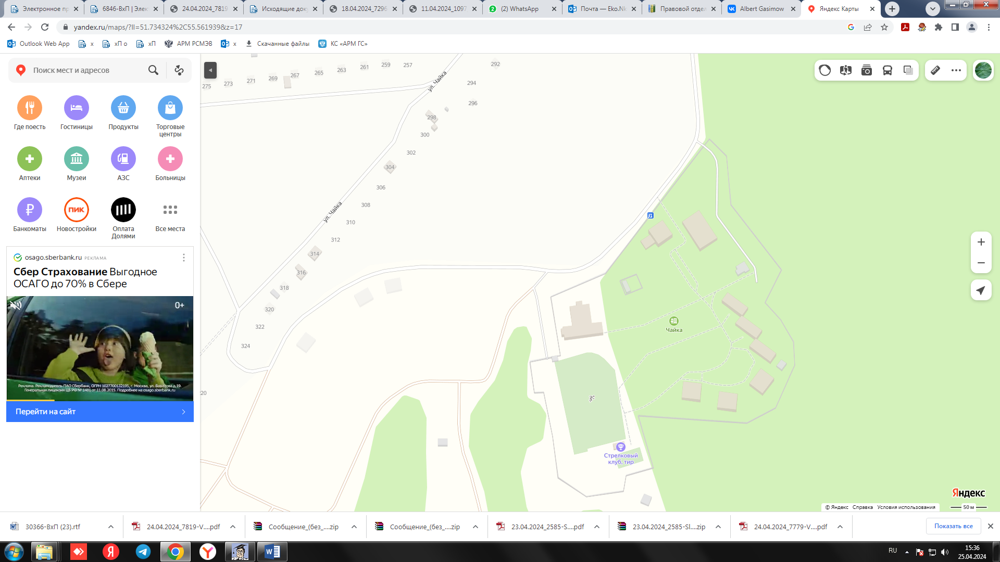 Электронное пр
6846-ВхП | Элек
24.04.2024_7819
Исходящие доку
18.04.2024_7296
11.04.2024_1097
(2) WhatsApp
Почта — Eko.Nk
Правовой отдел
Albert Gasimow
Яндекс Карты
yandex.ru/maps/?ll=51.734324%2C55.561939&z=17
Outlook Web App
x
хП о
хП
АРМ РСМЭВ
x
Скачанные файлы
КС «АРМ ГС»
Поиск мест и адресов
Где поесть
Гостиницы
Продукты
Торговые
центры
Аптеки
Музеи
АЗС
Больницы
Банкоматы
ПИК
Новостройки
Оплата
Долями
Все места
osago.sberbank.ru РЕКЛАМА
Сбер Страхование Выгодное
ОСАГО до 70% в Сбере
0+
Реклама. Рекламодатель ПАО Сбербанк, ОГРН 1027700132195, г. Москва, ул. Вавилова д.19.
Генеральная лицензия ЦБ РФ № 1481 от 11.08.2015. Подробнее на osago.sberbank.ru
Перейти на сайт
275
273
271
269
267
265
263
261
259
257
292
ул. Чайка
294
296
298
300
302
304
306
308
ул. Чайка
310
312
314
316
318
320
322
324
20
Чайка
Стрелковый
клуб, тир
Яндекс
© Яндекс Справка Условия использования
50 м
30366-ВхП (23).rtf
24.04.2024_7819-V....pdf
Сообщение_(без_....zip
Сообщение_(без_....zip
23.04.2024_2585-S....pdf
23.04.2024_2585-Sl....zip
24.04.2024_7779-V....pdf
Показать все
RU
15:36
25.04.2024